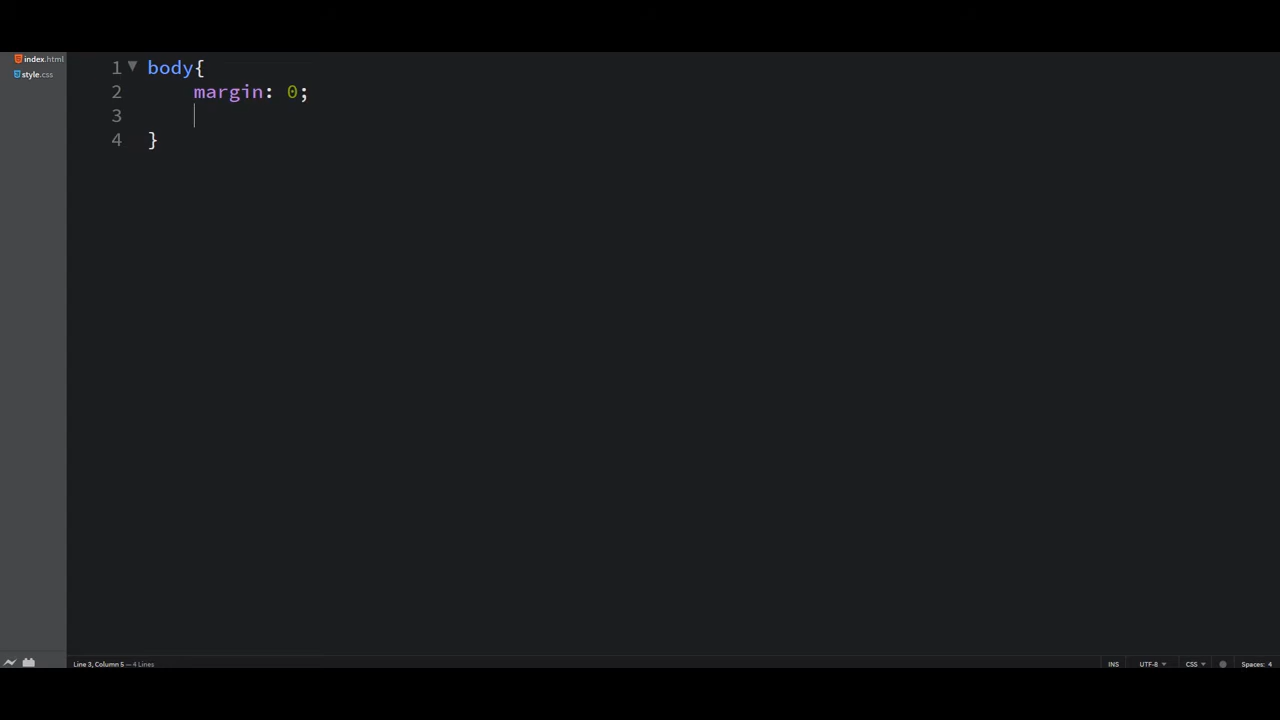 index.html
style.css
1 body{
2 margin: 0;
3
4 }
Line 3, Column 5 — 4 Lines
INS UTF-8 CSS Spaces: 4